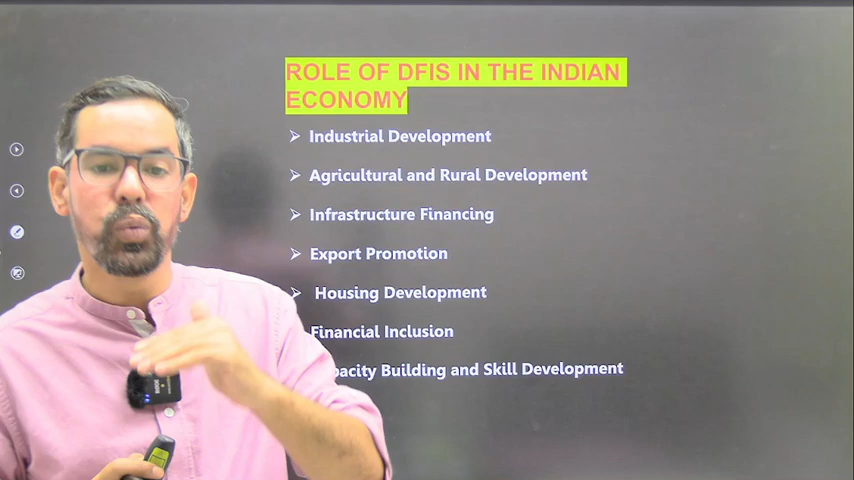 ROLE OF DFIS IN THE INDIAN
ECONOMY
➢ Industrial Development
➢ Agricultural and Rural Development
➢ Infrastructure Financing
➢ Export Promotion
➢ Housing Development
Financial Inclusion
Building and Skill Development